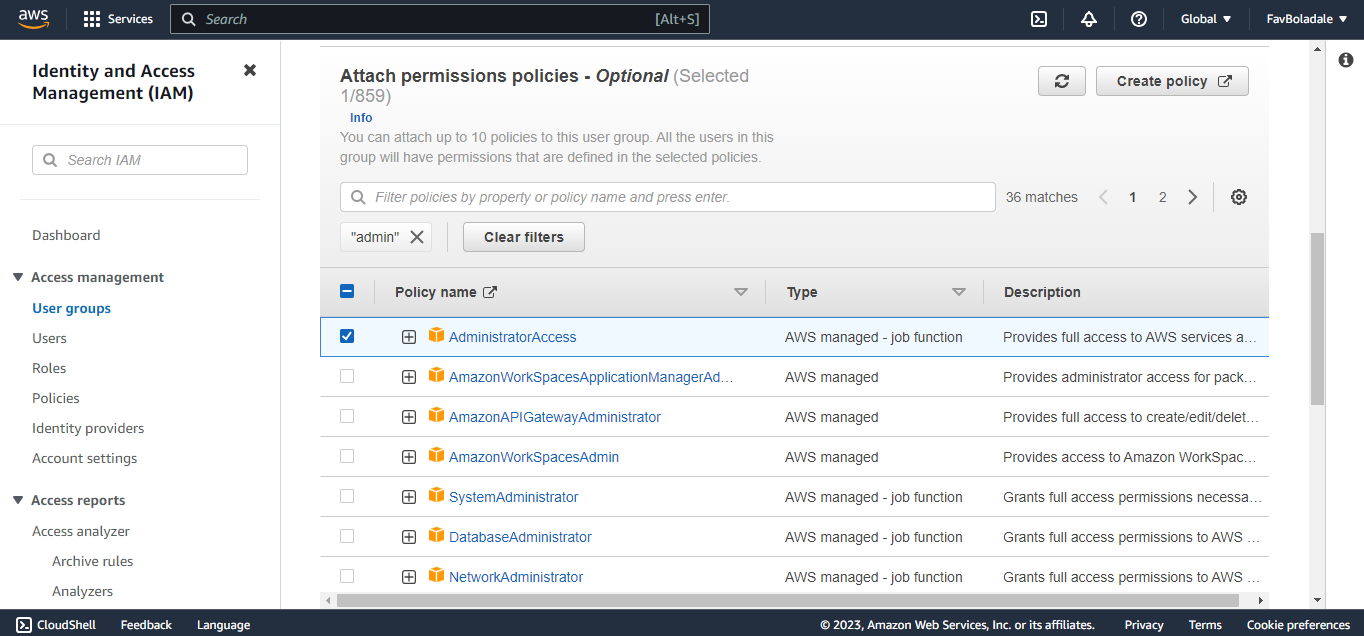 aws
Services
Search
[Alt+S]
Global
FavBoladale
Identity and Access
Management (IAM)
Search IAM
Dashboard
Access management
User groups
Users
Roles
Policies
Identity providers
Account settings
Access reports
Access analyzer
Archive rules
Analyzers
Attach permissions policies - Optional (Selected
1/859)
Info
You can attach up to 10 policies to this user group. All the users in this
group will have permissions that are defined in the selected policies.
Create policy
Filter policies by property or policy name and press enter.
36 matches
1
2
"admin"
Clear filters
Policy name
Type
Description
AdministratorAccess
AWS managed - job function
Provides full access to AWS services a...
AmazonWorkSpacesApplicationManagerAd...
AWS managed
Provides administrator access for pack...
AmazonAPIGatewayAdministrator
AWS managed
Provides full access to create/edit/delet...
AmazonWorkSpacesAdmin
AWS managed
Provides access to Amazon WorkSpac...
SystemAdministrator
AWS managed - job function
Grants full access permissions necessa...
DatabaseAdministrator
AWS managed - job function
Grants full access permissions to AWS ...
NetworkAdministrator
AWS managed - job function
Grants full access permissions to AWS ...
CloudShell
Feedback
Language
© 2023, Amazon Web Services, Inc. or its affiliates.
Privacy
Terms
Cookie preferences